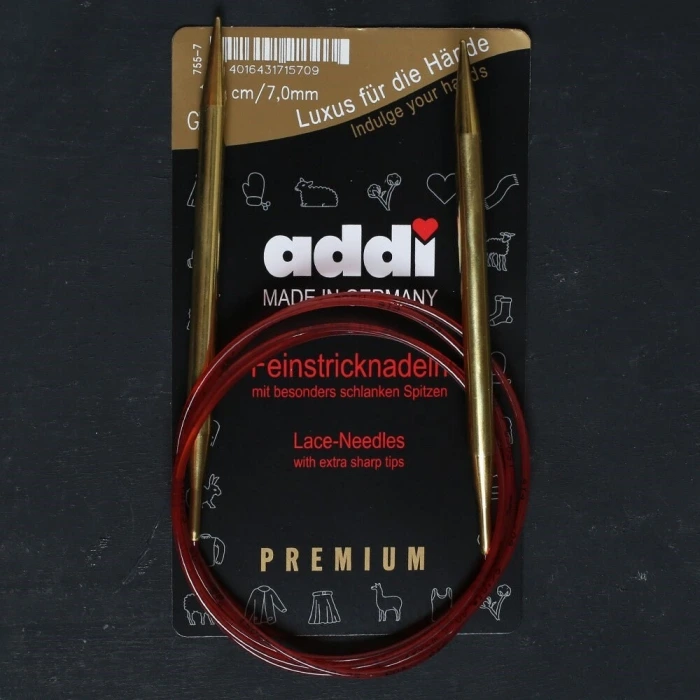 755-7
4016431715709
cm/7,0mm
G
Luxus für die Hände
Indulge your hands
addi
MADE IN GERMANY
Feinstricknadeln
mit besonders schlanken Spitzen
Lace-Needles
with extra sharp tips
PREMIUM